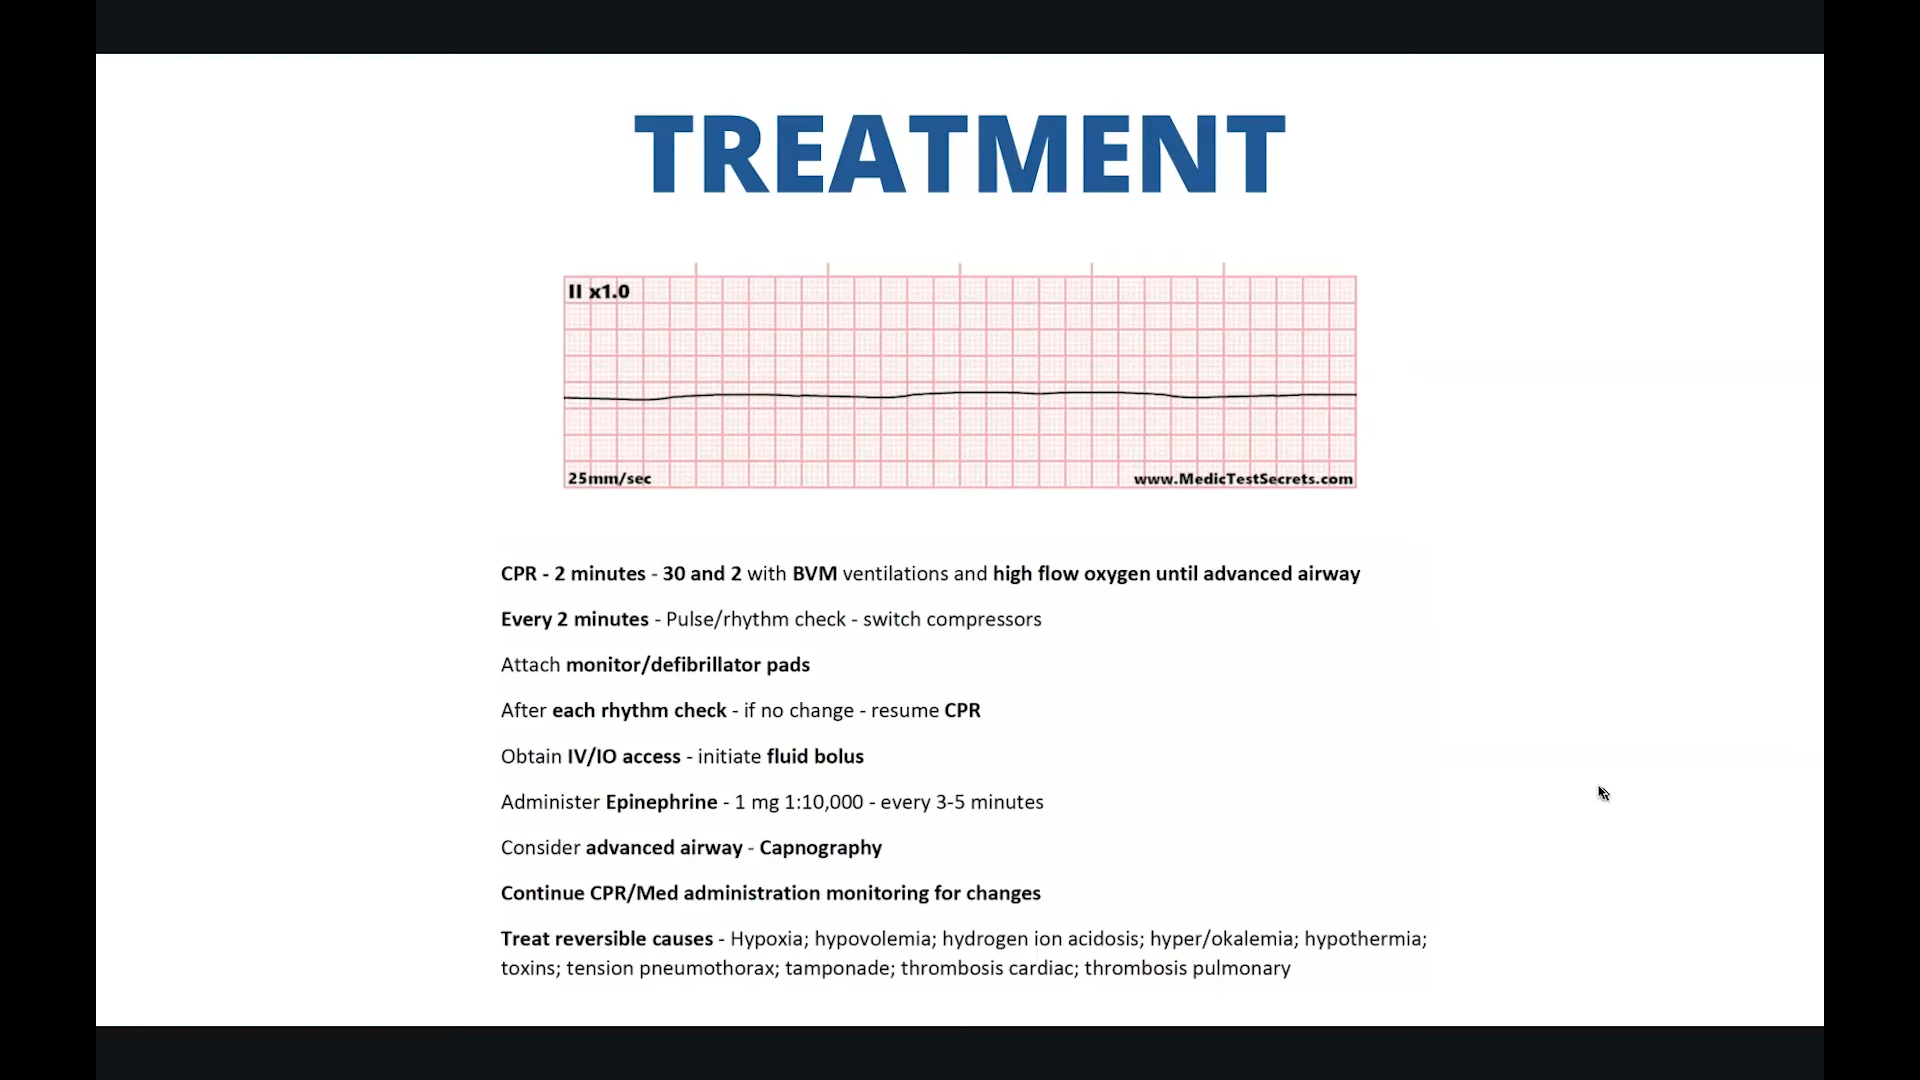 TREATMENT
II x1.0
25mm/sec
www.MedicTestSecrets.com
CPR - 2 minutes - 30 and 2 with BVM ventilations and high flow oxygen until advanced airway
Every 2 minutes - Pulse/rhythm check - switch compressors
Attach monitor/defibrillator pads
After each rhythm check - if no change - resume CPR
Obtain IV/IO access - initiate fluid bolus
Administer Epinephrine - 1 mg 1:10,000 - every 3-5 minutes
Consider advanced airway - Capnography
Continue CPR/Med administration monitoring for changes
Treat reversible causes - Hypoxia; hypovolemia; hydrogen ion acidosis; hyper/okalemia; hypothermia;
toxins; tension pneumothorax; tamponade; thrombosis cardiac; thrombosis pulmonary